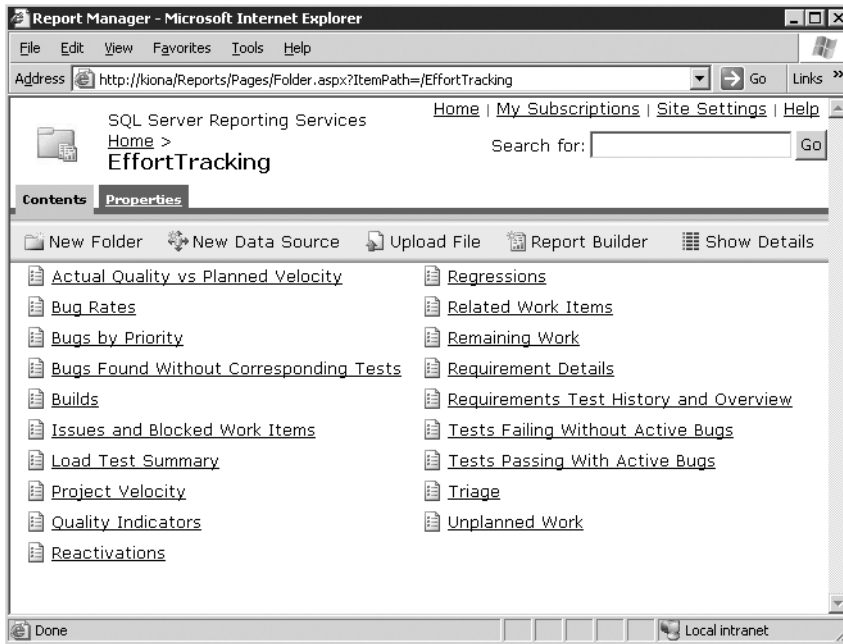 Report Manager - Microsoft Internet Explorer
File Edit View Favorites Tools Help
Address http://kiona/Reports/Pages/Folder.aspx?ItemPath=/EffortTracking Go Links »
Home | My Subscriptions | Site Settings | Help
SQL Server Reporting Services
Home >
EffortTracking
Search for: Go
Contents Properties
New Folder New Data Source Upload File Report Builder Show Details
Actual Quality vs Planned Velocity
Bug Rates
Bugs by Priority
Bugs Found Without Corresponding Tests
Builds
Issues and Blocked Work Items
Load Test Summary
Project Velocity
Quality Indicators
Reactivations
Regressions
Related Work Items
Remaining Work
Requirement Details
Requirements Test History and Overview
Tests Failing Without Active Bugs
Tests Passing With Active Bugs
Triage
Unplanned Work
Done Local intranet